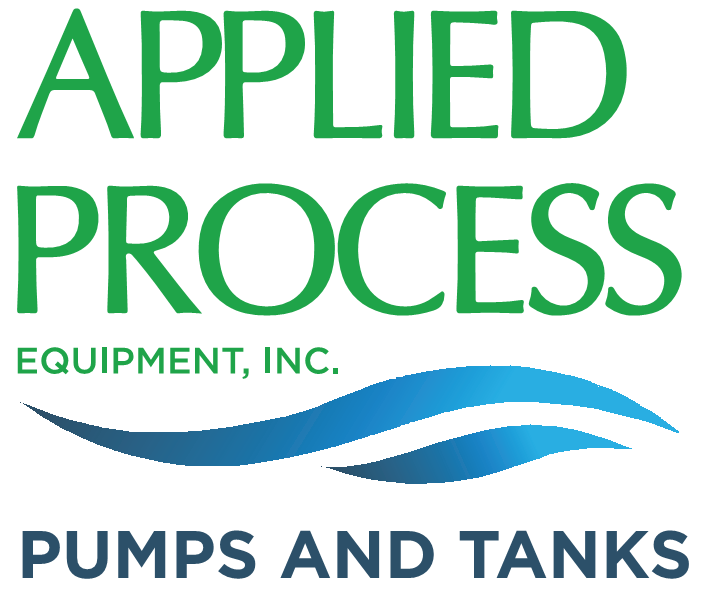 APPLIED
PROCESS
EQUIPMENT, INC.
PUMPS AND TANKS